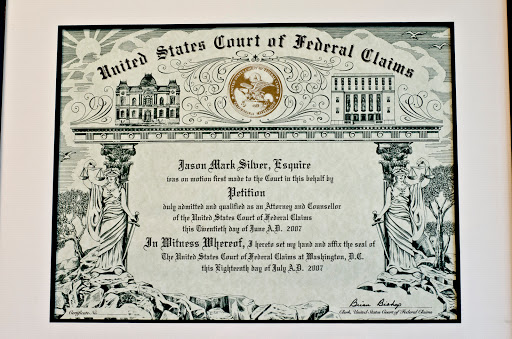 United States Court of Federal Claims
Jason Mark Silver, Esquire
was on motion first made to the Court in this behalf by
Petition
duly admitted and qualified as an Attorney and Counsellor
of the United States Court of Federal Claims
this Twentieth day of June A.D. 2007
In Witness Whereof, I hereto set my hand and affix the seal of
The United States Court of Federal Claims at Washington, D.C.
this Eighteenth day of July A.D. 2007
Brian Bishop
Certificate No.
Clerk, United States Court of Federal Claims